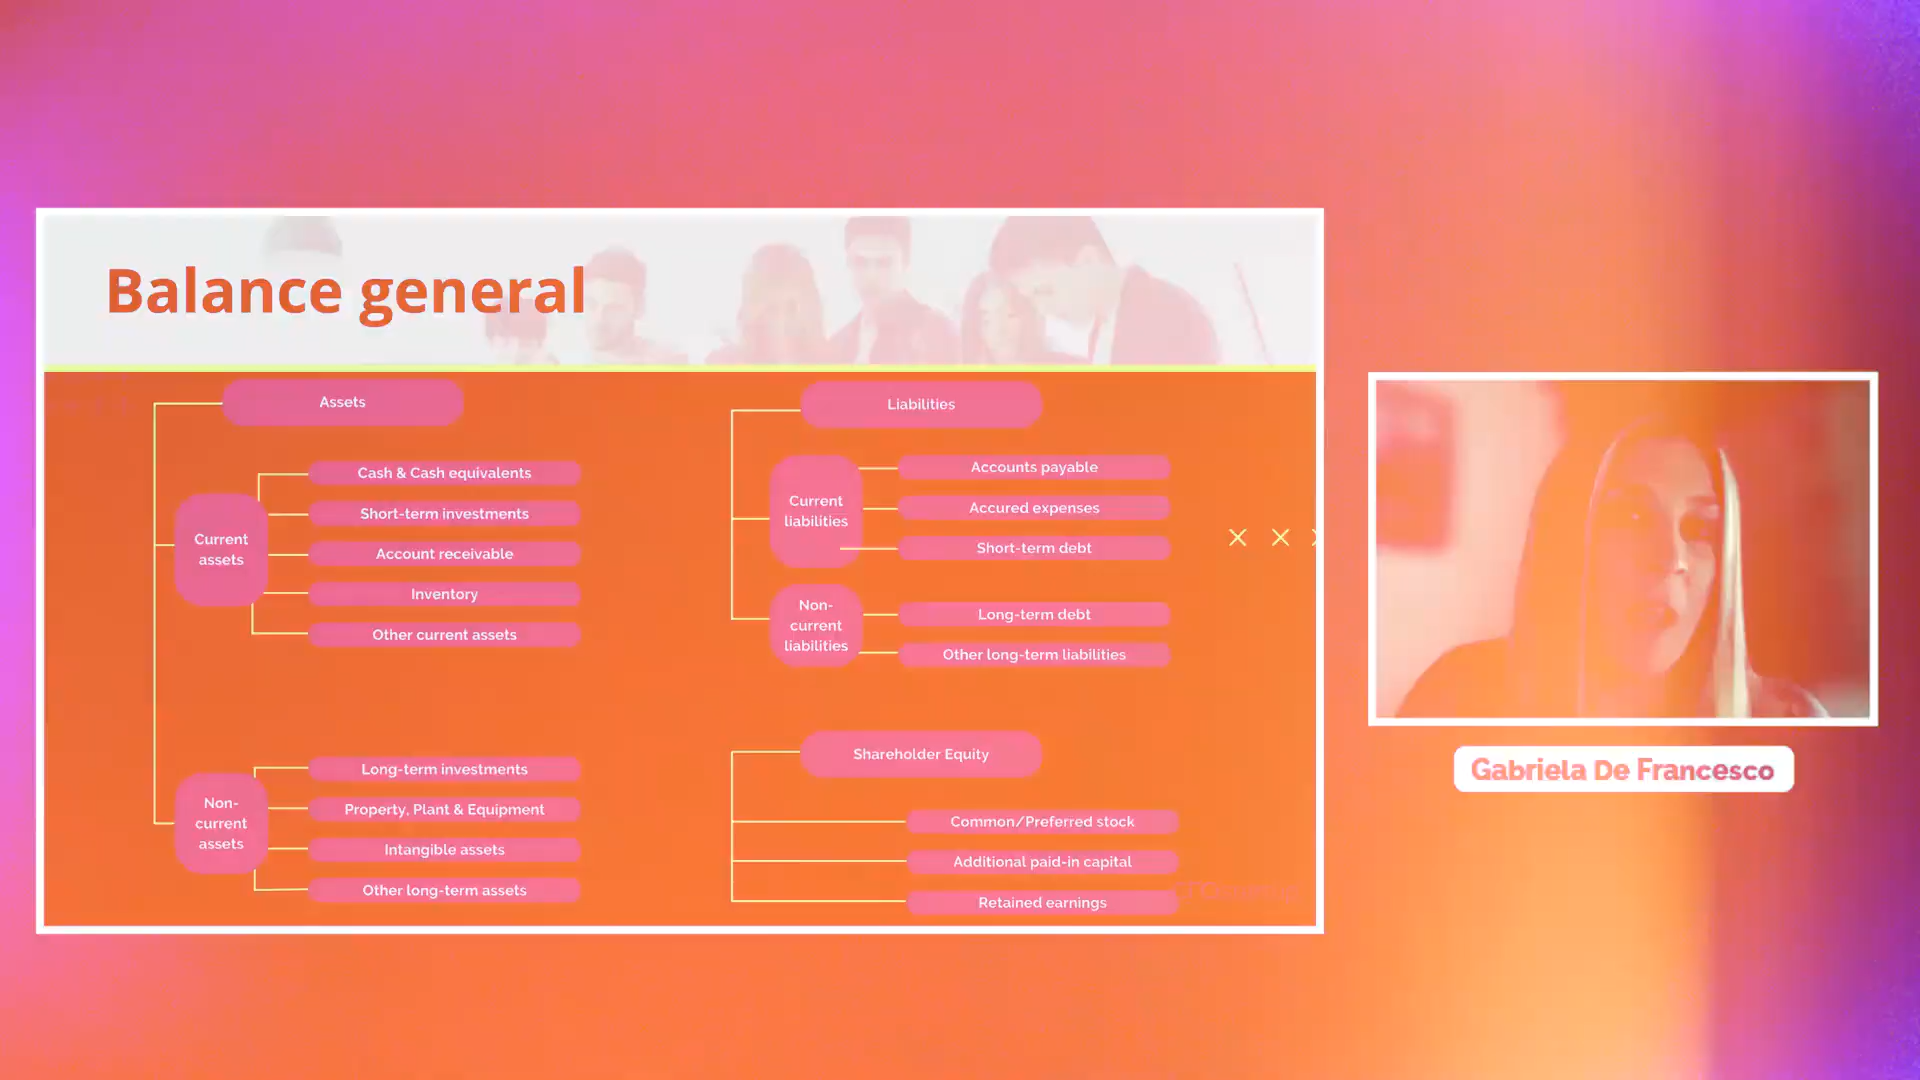 Balance general
Assets
Current
assets
Cash & Cash equivalents
Short-term investments
Account receivable
Inventory
Other current assets
Non-
current
assets
Long-term investments
Property, Plant & Equipment
Intangible assets
Other long-term assets
Liabilities
Current
liabilities
Accounts payable
Accured expenses
Short-term debt
Non-
current
liabilities
Long-term debt
Other long-term liabilities
Shareholder Equity
Common/Preferred stock
Additional paid-in capital
Retained earnings
Gabriela De Francesco